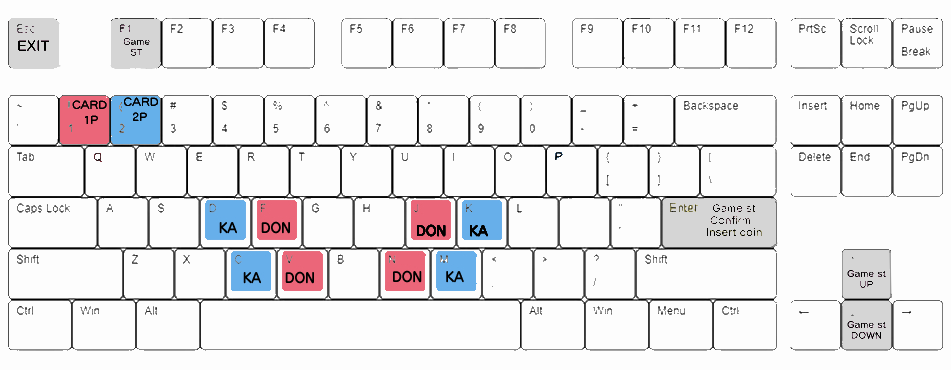 Esc
EXIT
F1
Game
ST
F2
F3
F4
F5
F6
F7
F8
F9
F10
F11
F12
PrtSc
Scroll
Lock
Pause
Break
~
CARD
1P
1
CARD
2P
2
#
3
$
4
%
5
^
6
&
7
8
(
9
)
0
_
-
+
=
Backspace
Insert
Home
PgUp
Tab
Q
W
E
R
T
Y
U
I
O
P
{
[
}
]
\
Delete
End
PgDn
Caps Lock
A
S
D
KA
F
DON
G
H
J
DON
K
KA
L
Enter
Game st
Confirm
Insert coin
Shift
Z
X
C
KA
V
DON
B
N
DON
M
KA
<
>
?
/
Shift
Game st
UP
Ctrl
Win
Alt
Alt
Win
Menu
Ctrl
←
Game st
DOWN
→